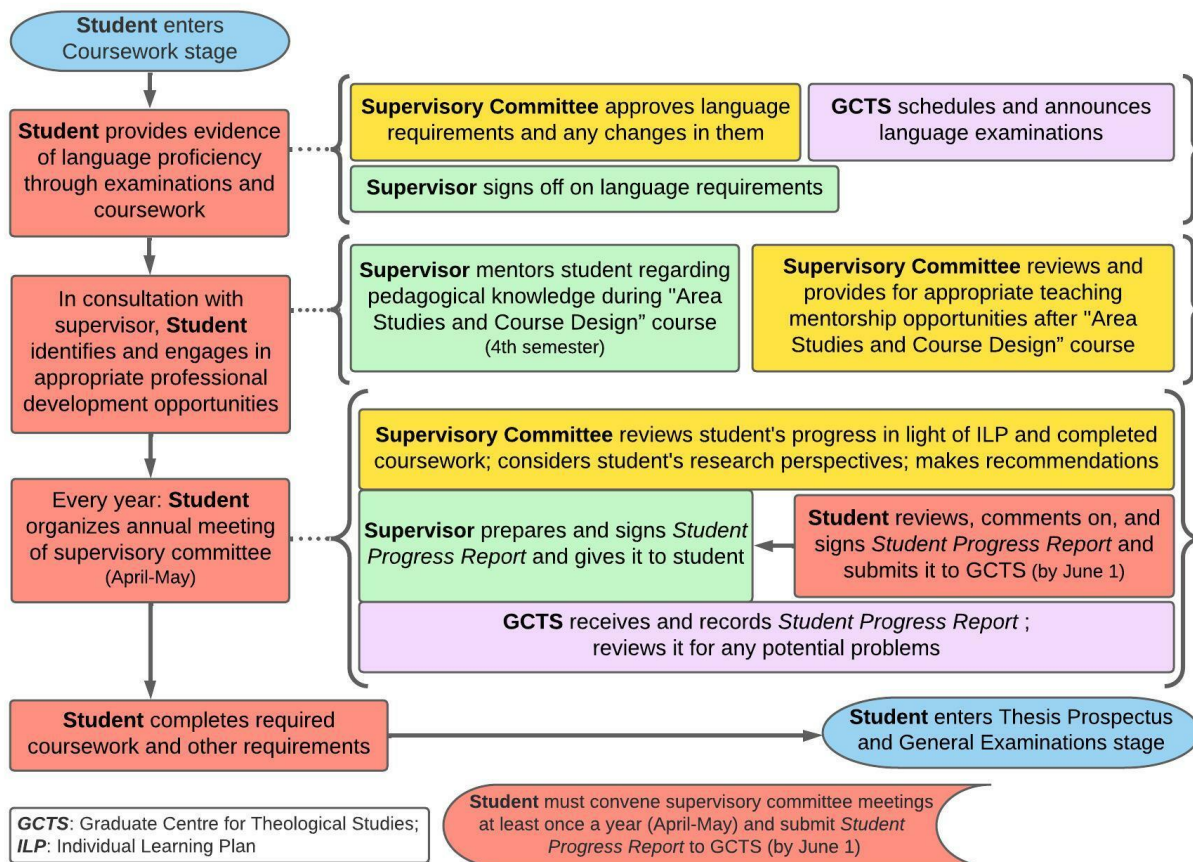 Student enters
Coursework stage
Student provides evidence
of language proficiency
through examinations and
coursework
Supervisory Committee approves language
requirements and any changes in them
GCTS schedules and announces
language examinations
Supervisor signs off on language requirements
In consultation with
supervisor, Student
identifies and engages in
appropriate professional
development opportunities
Supervisor mentors student regarding
pedagogical knowledge during "Area
Studies and Course Design” course
(4th semester)
Supervisory Committee reviews and
provides for appropriate teaching
mentorship opportunities after "Area
Studies and Course Design” course
Every year: Student
organizes annual meeting
of supervisory committee
(April-May)
Supervisory Committee reviews student's progress in light of ILP and completed
coursework; considers student's research perspectives; makes recommendations
Supervisor prepares and signs Student
Progress Report and gives it to student
Student reviews, comments on, and
signs Student Progress Report and
submits it to GCTS (by June 1)
GCTS receives and records Student Progress Report ;
reviews it for any potential problems
Student completes required
coursework and other requirements
Student enters Thesis Prospectus
and General Examinations stage
GCTS: Graduate Centre for Theological Studies;
ILP: Individual Learning Plan
Student must convene supervisory committee meetings
at least once a year (April-May) and submit Student
Progress Report to GCTS (by June 1)